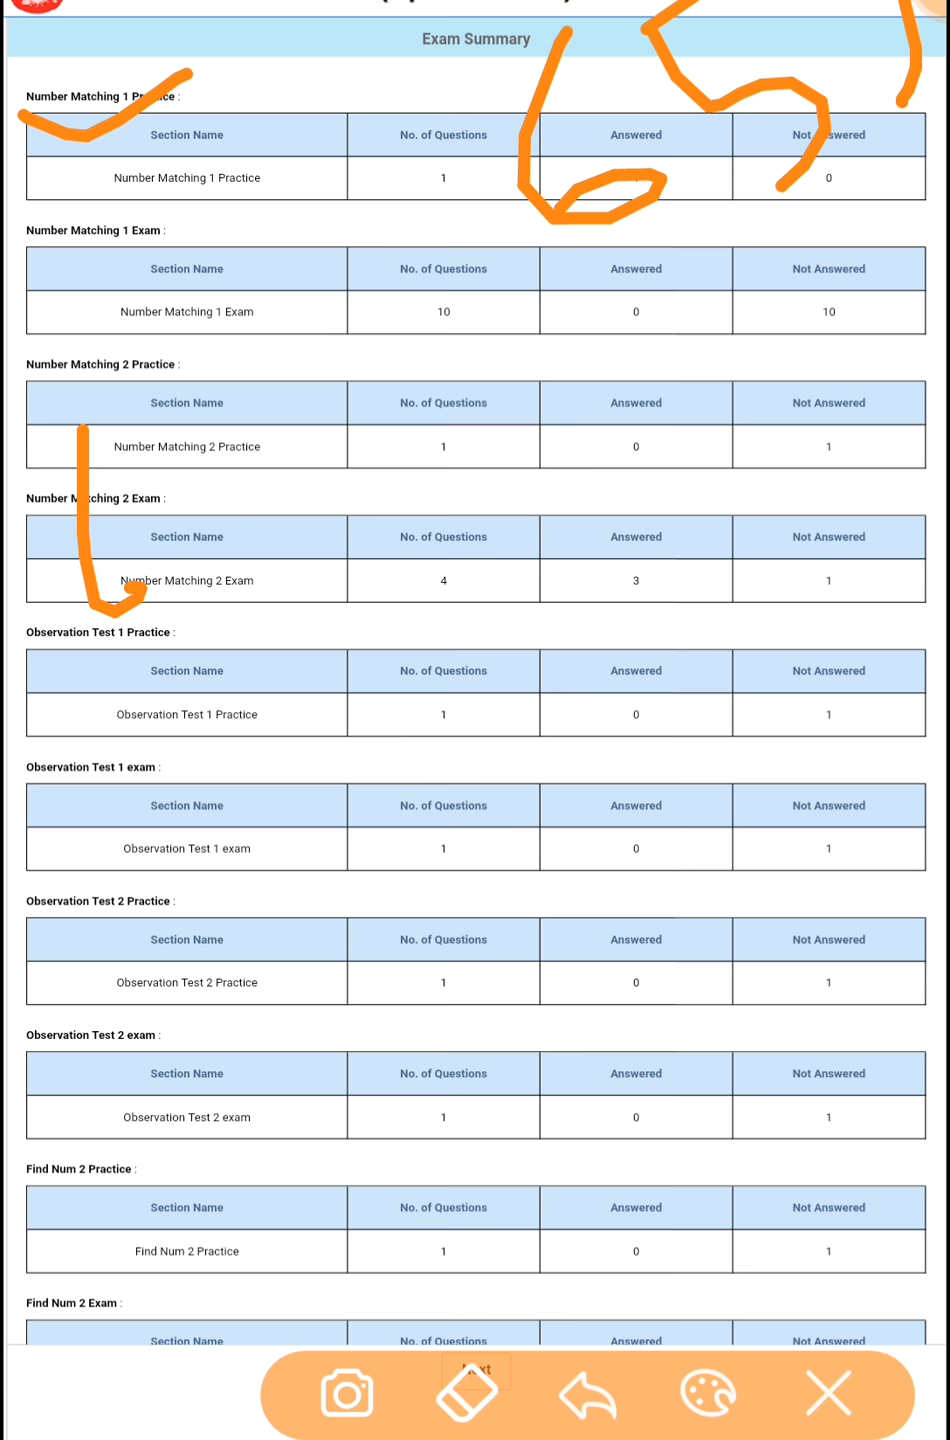 Exam Summary
Number Matching 1 Practice :
Section Name No. of Questions Answered Not Answered
Number Matching 1 Practice 1 0
Number Matching 1 Exam :
Section Name No. of Questions Answered Not Answered
Number Matching 1 Exam 10 0 10
Number Matching 2 Practice :
Section Name No. of Questions Answered Not Answered
Number Matching 2 Practice 1 0 1
Number Matching 2 Exam :
Section Name No. of Questions Answered Not Answered
Number Matching 2 Exam 4 3 1
Observation Test 1 Practice :
Section Name No. of Questions Answered Not Answered
Observation Test 1 Practice 1 0 1
Observation Test 1 exam :
Section Name No. of Questions Answered Not Answered
Observation Test 1 exam 1 0 1
Observation Test 2 Practice :
Section Name No. of Questions Answered Not Answered
Observation Test 2 Practice 1 0 1
Observation Test 2 exam :
Section Name No. of Questions Answered Not Answered
Observation Test 2 exam 1 0 1
Find Num 2 Practice :
Section Name No. of Questions Answered Not Answered
Find Num 2 Practice 1 0 1
Find Num 2 Exam :
Section Name No. of Questions Answered Not Answered
Next